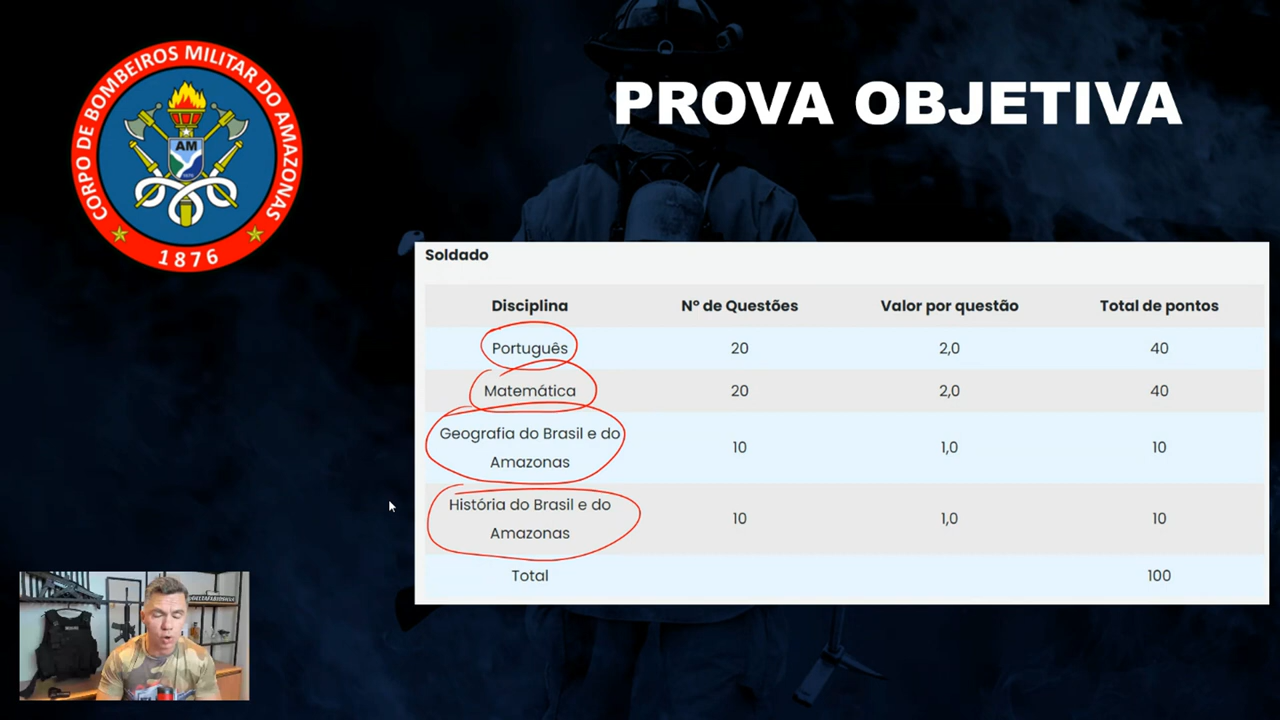 CORPO DE BOMBEIROS MILITAR DO AMAZONAS
AM
1876
PROVA OBJETIVA
Soldado
Disciplina Nº de Questões Valor por questão Total de pontos
Português 20 2,0 40
Matemática 20 2,0 40
Geografia do Brasil e do
Amazonas 10 1,0 10
História do Brasil e do
Amazonas 10 1,0 10
Total 100